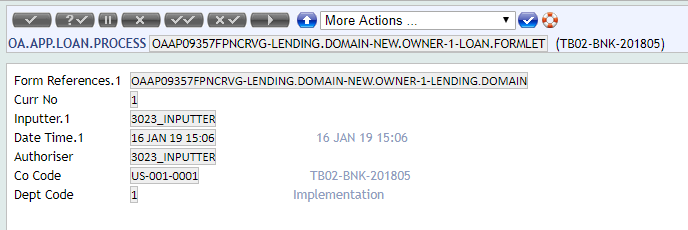 More Actions ...
OA.APP.LOAN.PROCESS OAAP09357FPNCRVG-LENDING.DOMAIN-NEW.OWNER-1-LOAN.FORMLET (TB02-BNK-201805)
Form References.1 OAAP09357FPNCRVG-LENDING.DOMAIN-NEW.OWNER-1-LENDING.DOMAIN
Curr No 1
Inputter.1 3023_INPUTTER
Date Time.1 16 JAN 19 15:06 16 JAN 19 15:06
Authoriser 3023_INPUTTER
Co Code US-001-0001 TB02-BNK-201805
Dept Code 1 Implementation